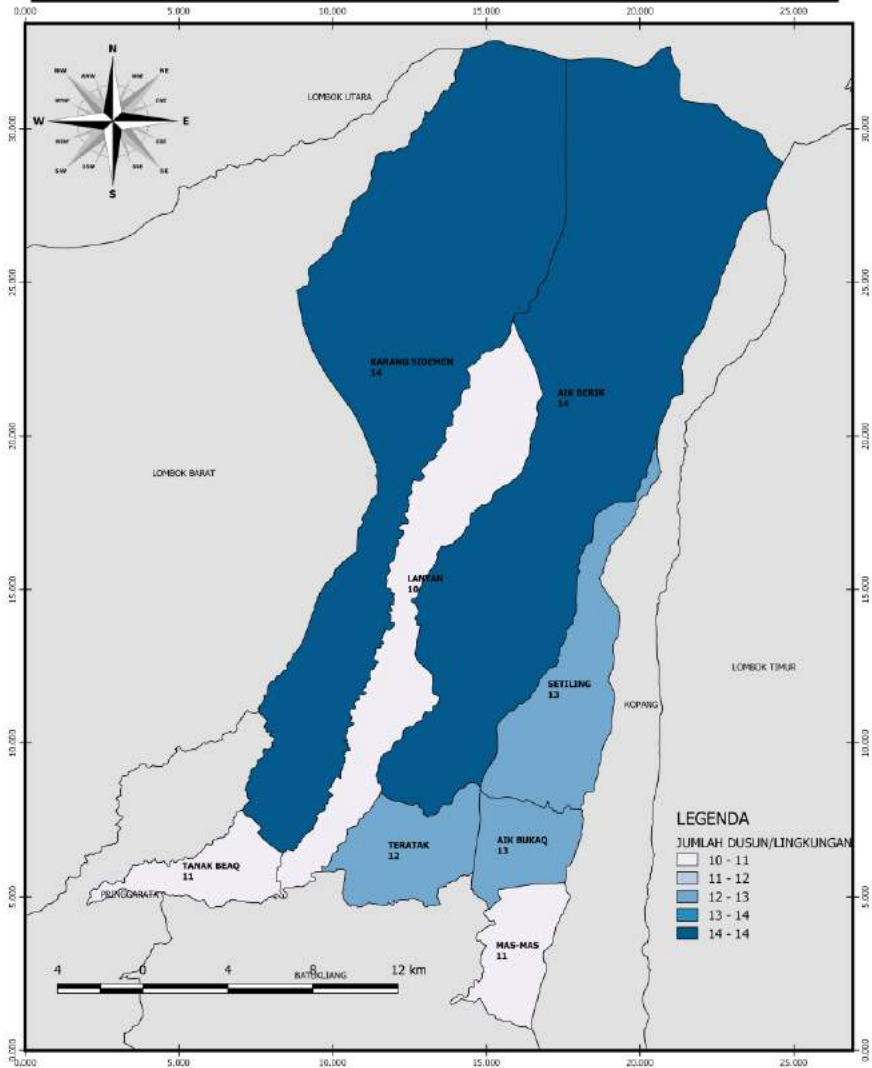 0.000 5.000 10.000 15.000 20.000 25.000
N
NW NNW NNE NE
WNW ENE
W E
WSW ESE
SW SSW SSE SE
S
LOMBOK UTARA
30.000 30.000
25.000 25.000
KARANG SIDEMEN
14
AIK BERIK
14
20.000 20.000
LOMBOK BARAT
LANTAN
10
15.000 15.000
LOMBOK TIMUR
SETILING
13
KOPANG
10.000 10.000
TERATAK
12
AIK BUKAQ
13
TANAK BEAQ
11
PRINGGARATA
5.000 5.000
MAS-MAS
11
BATUKLIANG
4 0 4 8 12 km
LEGENDA
JUMLAH DUSUN/LINGKUNGAN
10 - 11
11 - 12
12 - 13
13 - 14
14 - 14
0.000 0.000
0.000 5.000 10.000 15.000 20.000 25.000